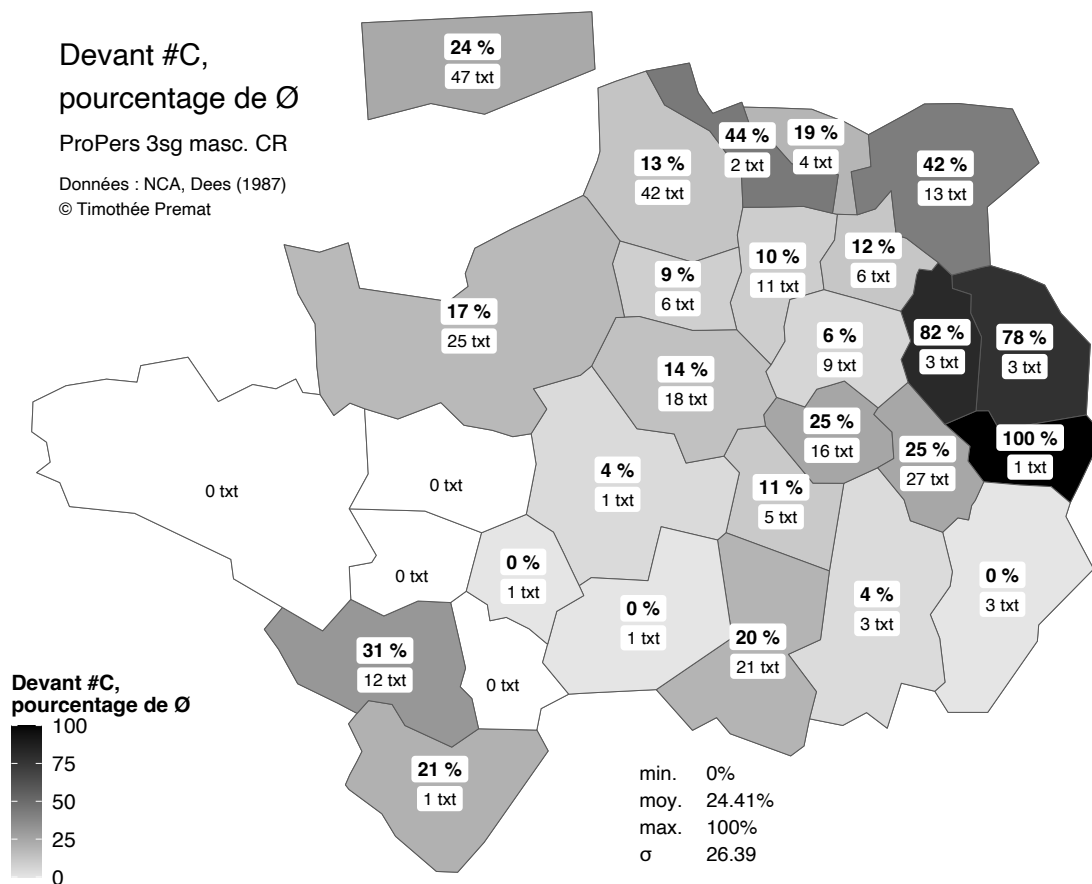 Devant #C,
pourcentage de Ø
ProPers 3sg masc. CR
Données : NCA, Dees (1987)
© Timothée Premat
24 %
47 txt
13 %
42 txt
44 %
2 txt
19 %
4 txt
42 %
13 txt
9 %
6 txt
10 %
11 txt
12 %
6 txt
17 %
25 txt
6 %
9 txt
82 %
3 txt
78 %
3 txt
14 %
18 txt
25 %
16 txt
25 %
27 txt
100 %
1 txt
0 txt
0 txt
4 %
1 txt
11 %
5 txt
0 txt
0 %
1 txt
0 %
1 txt
20 %
21 txt
4 %
3 txt
0 %
3 txt
31 %
12 txt
0 txt
21 %
1 txt
Devant #C,
pourcentage de Ø
100
75
50
25
0
min. 0%
moy. 24.41%
max. 100%
σ 26.39